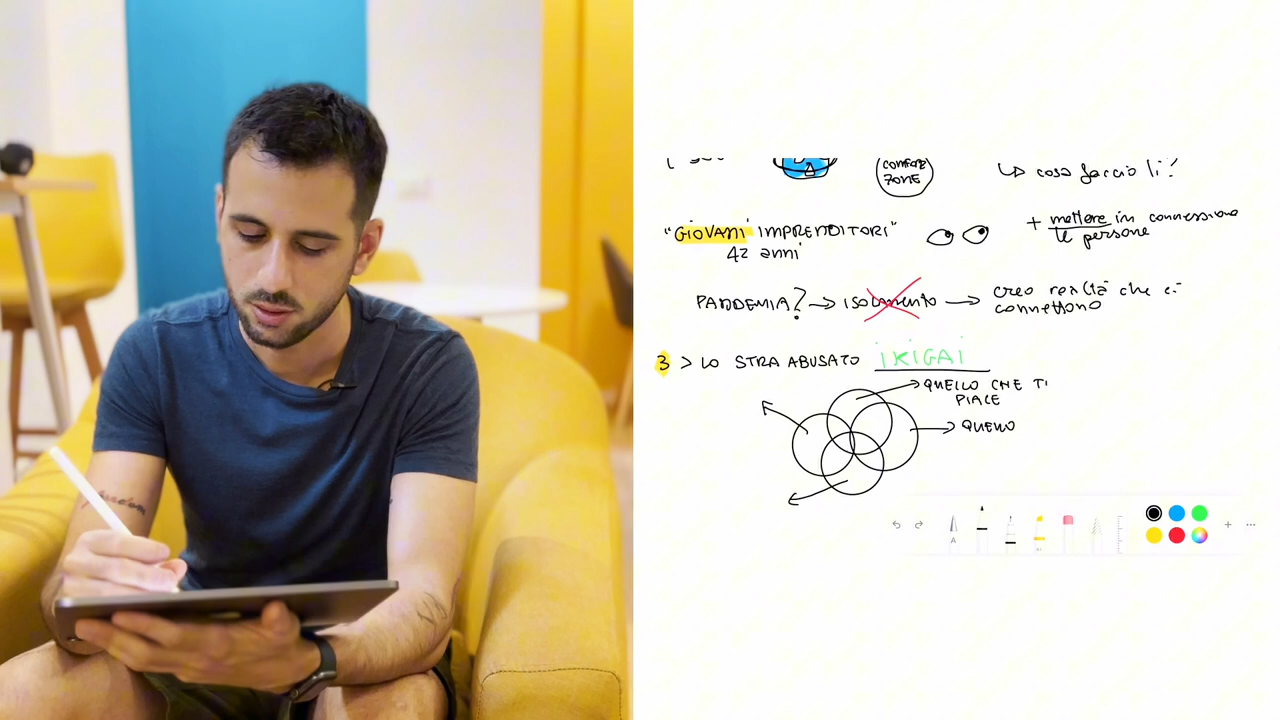 COMFORT
ZONE
↳ cosa faccio lì?
"GIOVANI IMPRENDITORI"
42 anni
+ mettere in connessione
le persone
PANDEMIA? → ISOLAMENTO → creo realtà che ci
connettono
3 > LO STRA ABUSATO iKIGAI
QUELLO CHE TI
PIACE
QUELLO
A